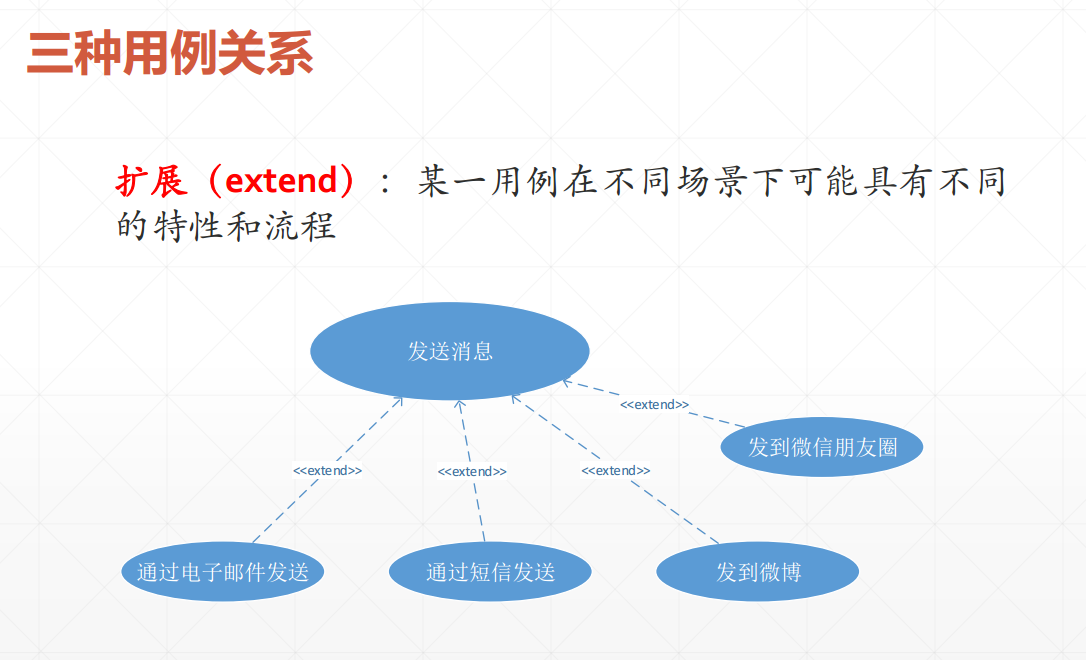 三种用例关系
扩展（extend）：某一用例在不同场景下可能具有不同
的特性和流程
发送消息
<<extend>>
发到微信朋友圈
<<extend>>
<<extend>>
<<extend>>
通过电子邮件发送
通过短信发送
发到微博